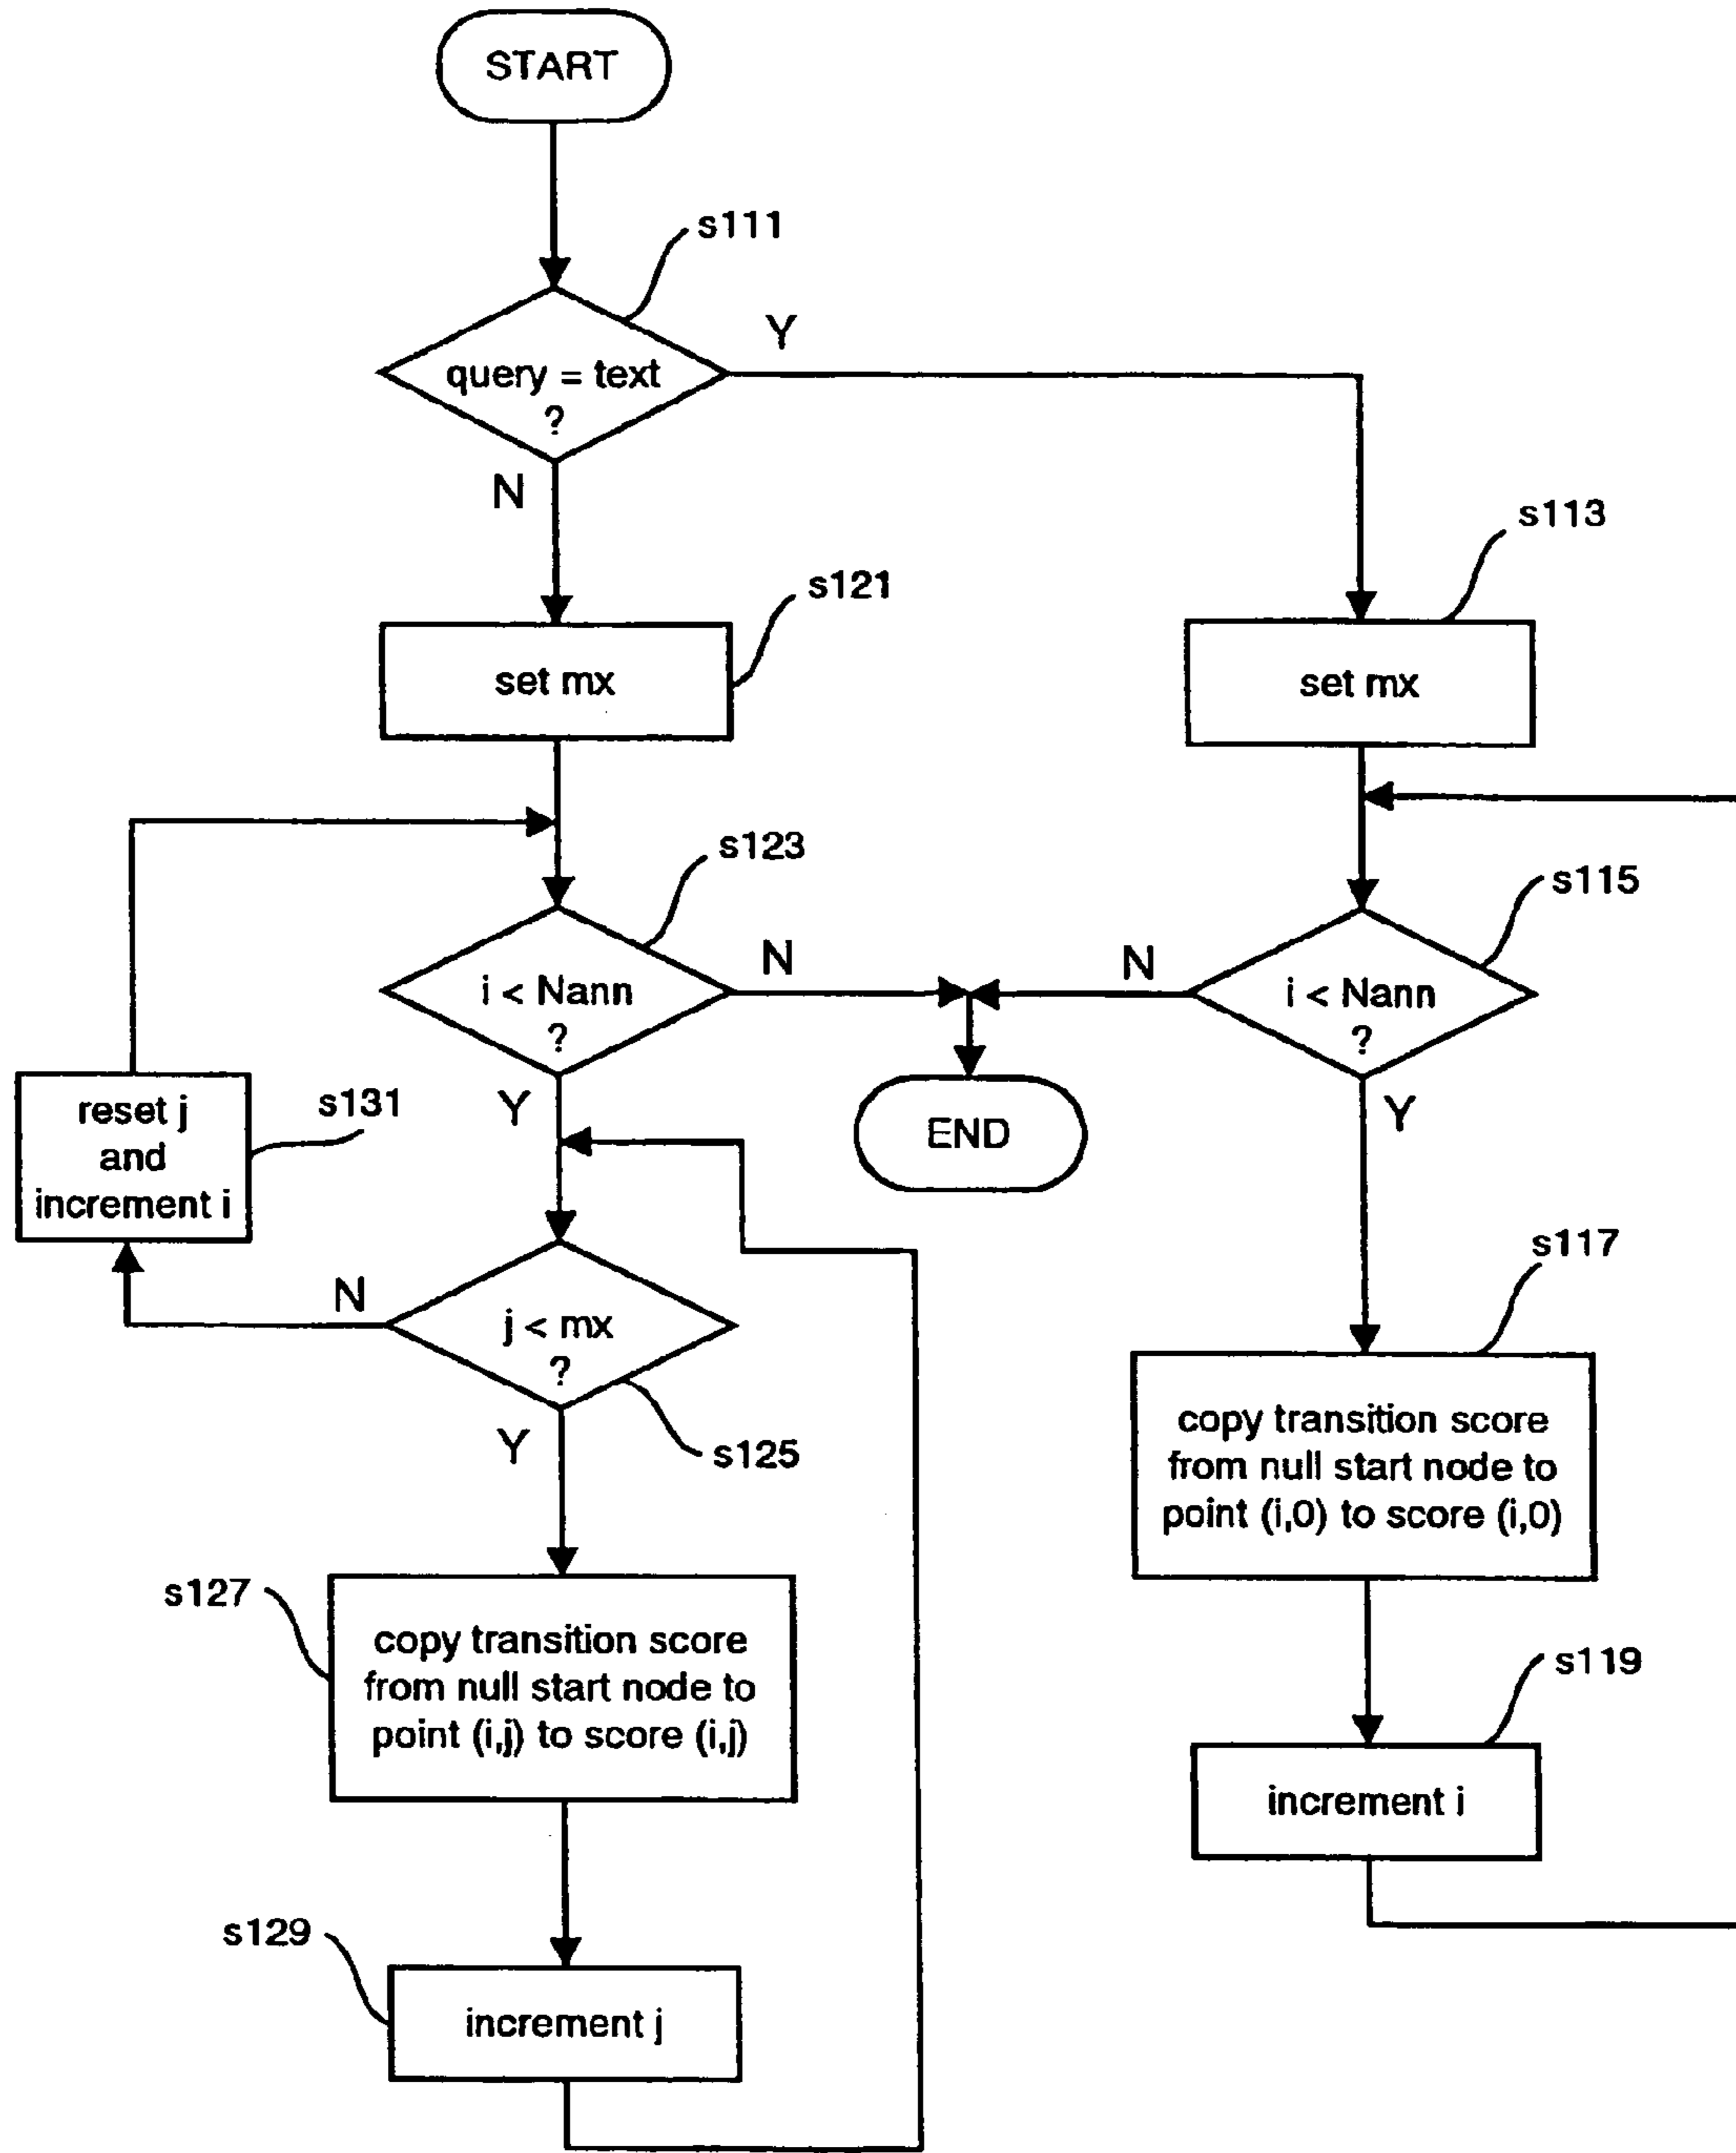 START
s111
query = text
?
Y
N
s113
set mx
s121
set mx
s123
i < Nann
?
N
Y
s115
i < Nann
?
N
Y
END
reset j
and
increment i
s131
j < mx
?
N
Y
s125
s117
copy transition score
from null start node to
point (i,0) to score (i,0)
s127
copy transition score
from null start node to
point (i,j) to score (i,j)
s119
increment i
s129
increment j